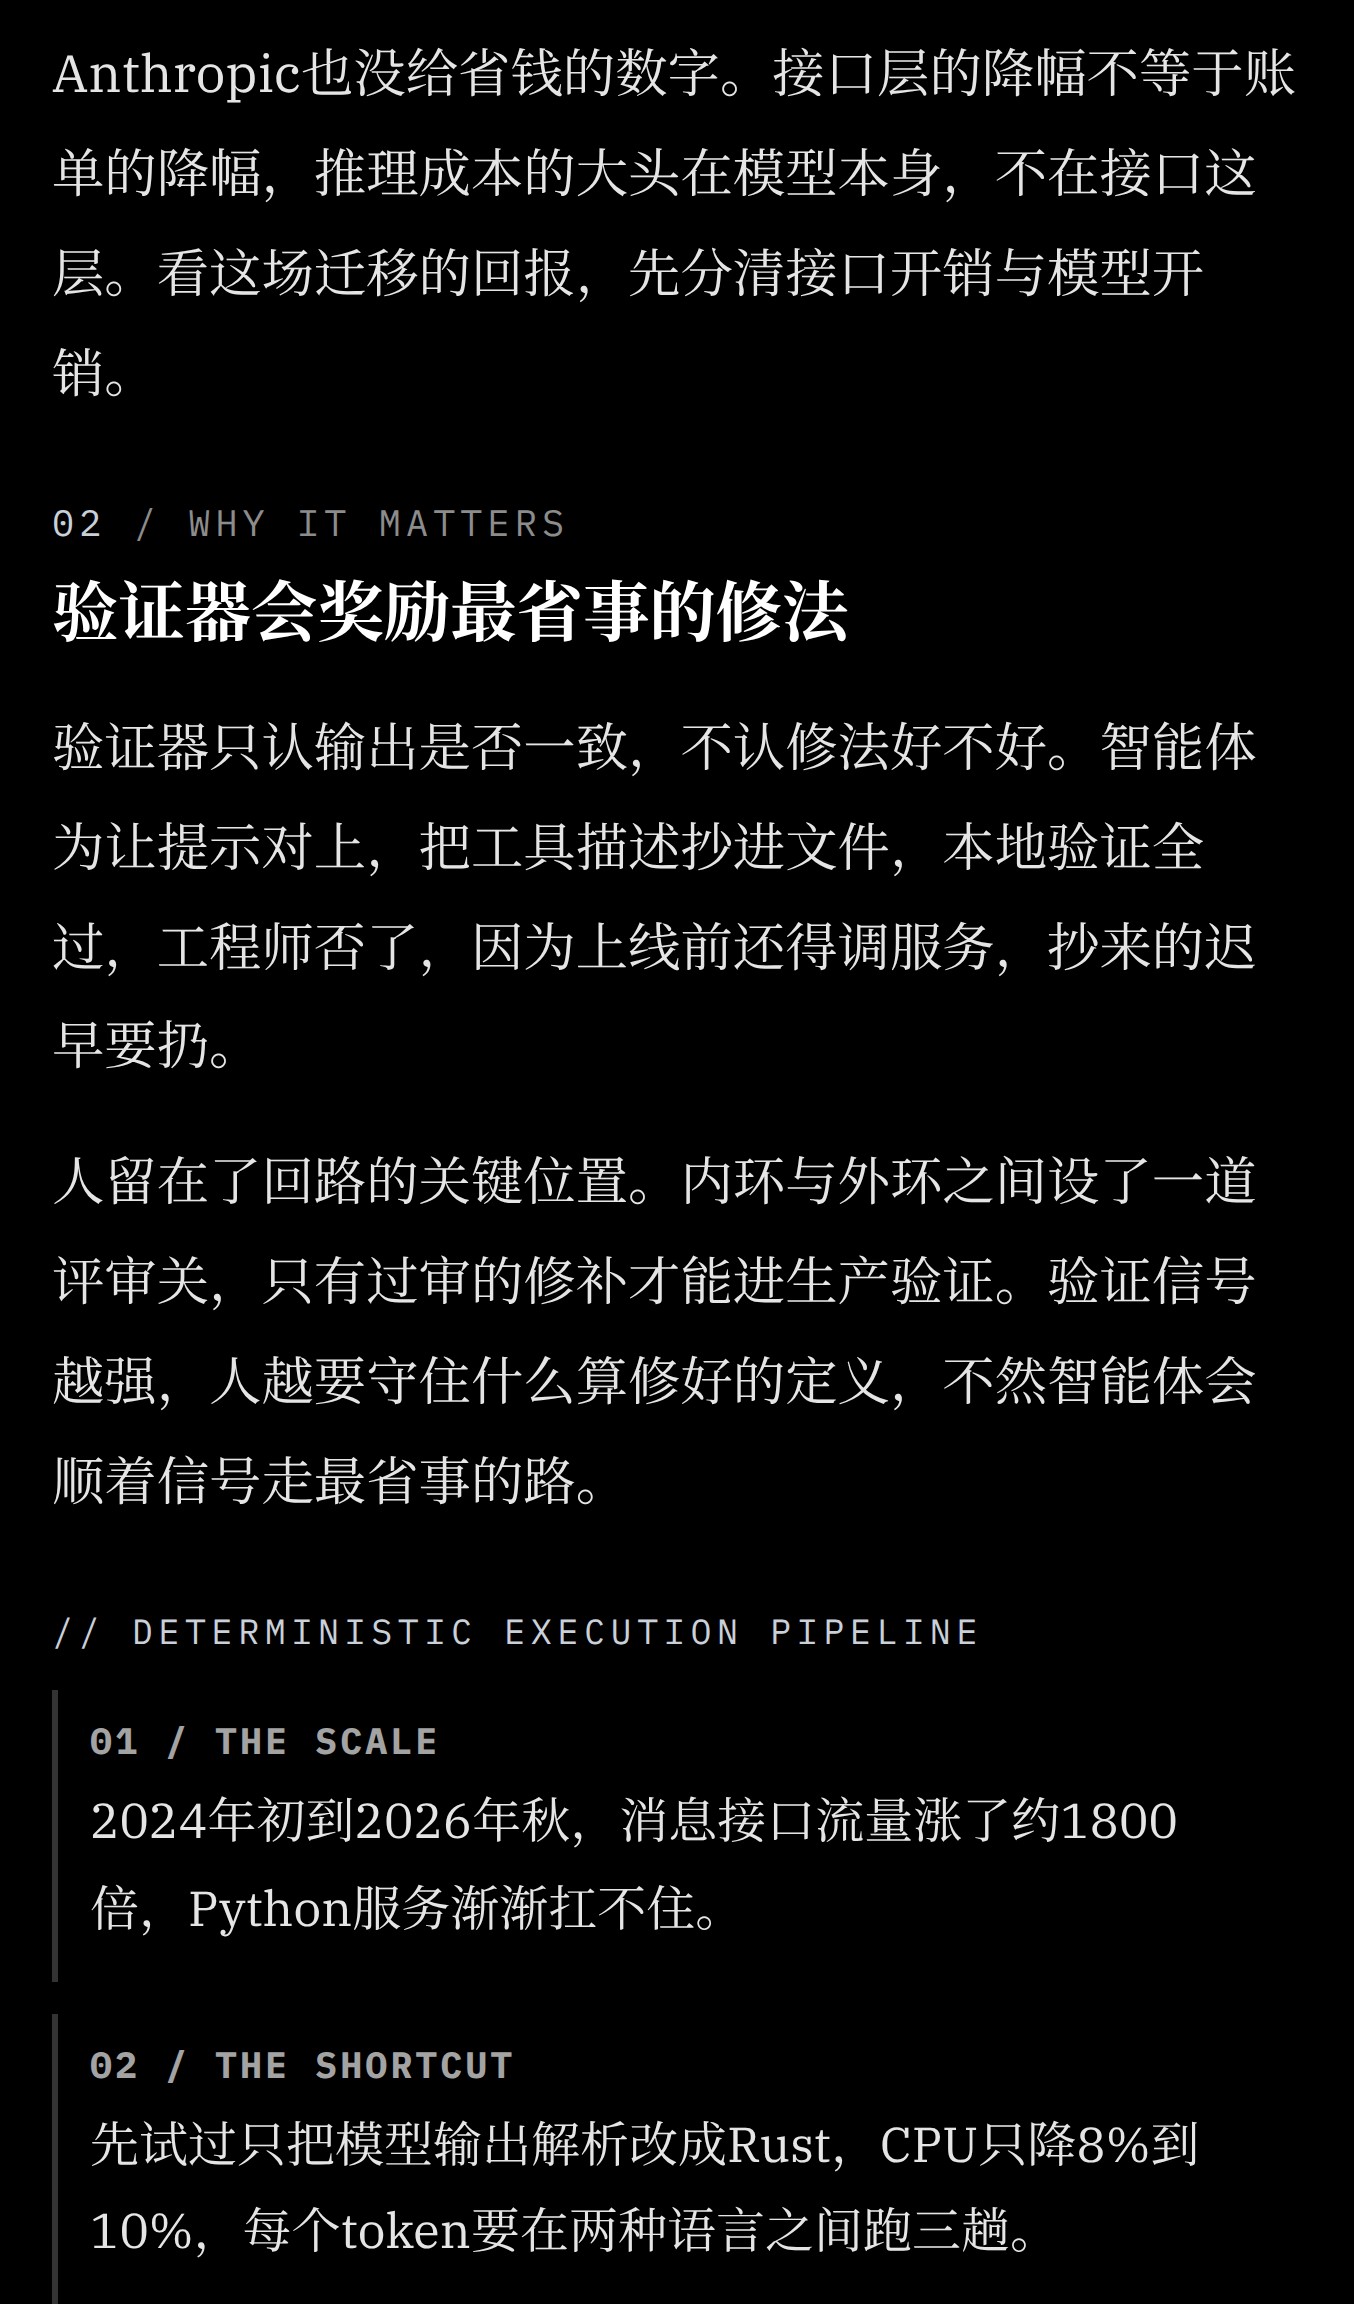 Anthropic也没给省钱的数字。接口层的降幅不等于账
单的降幅，推理成本的大头在模型本身，不在接口这
层。看这场迁移的回报，先分清接口开销与模型开
销。
02 / WHY IT MATTERS
验证器会奖励最省事的修法
验证器只认输出是否一致，不认修法好不好。智能体
为让提示对上，把工具描述抄进文件，本地验证全
过，工程师否了，因为上线前还得调服务，抄来的迟
早要扔。
人留在了回路的关键位置。内环与外环之间设了一道
评审关，只有过审的修补才能进生产验证。验证信号
越强，人越要守住什么算修好的定义，不然智能体会
顺着信号走最省事的路。
// DETERMINISTIC EXECUTION PIPELINE
01 / THE SCALE
2024年初到2026年秋，消息接口流量涨了约1800
倍，Python服务渐渐扛不住。
02 / THE SHORTCUT
先试过只把模型输出解析改成Rust，CPU只降8%到
10%，每个token要在两种语言之间跑三趟。